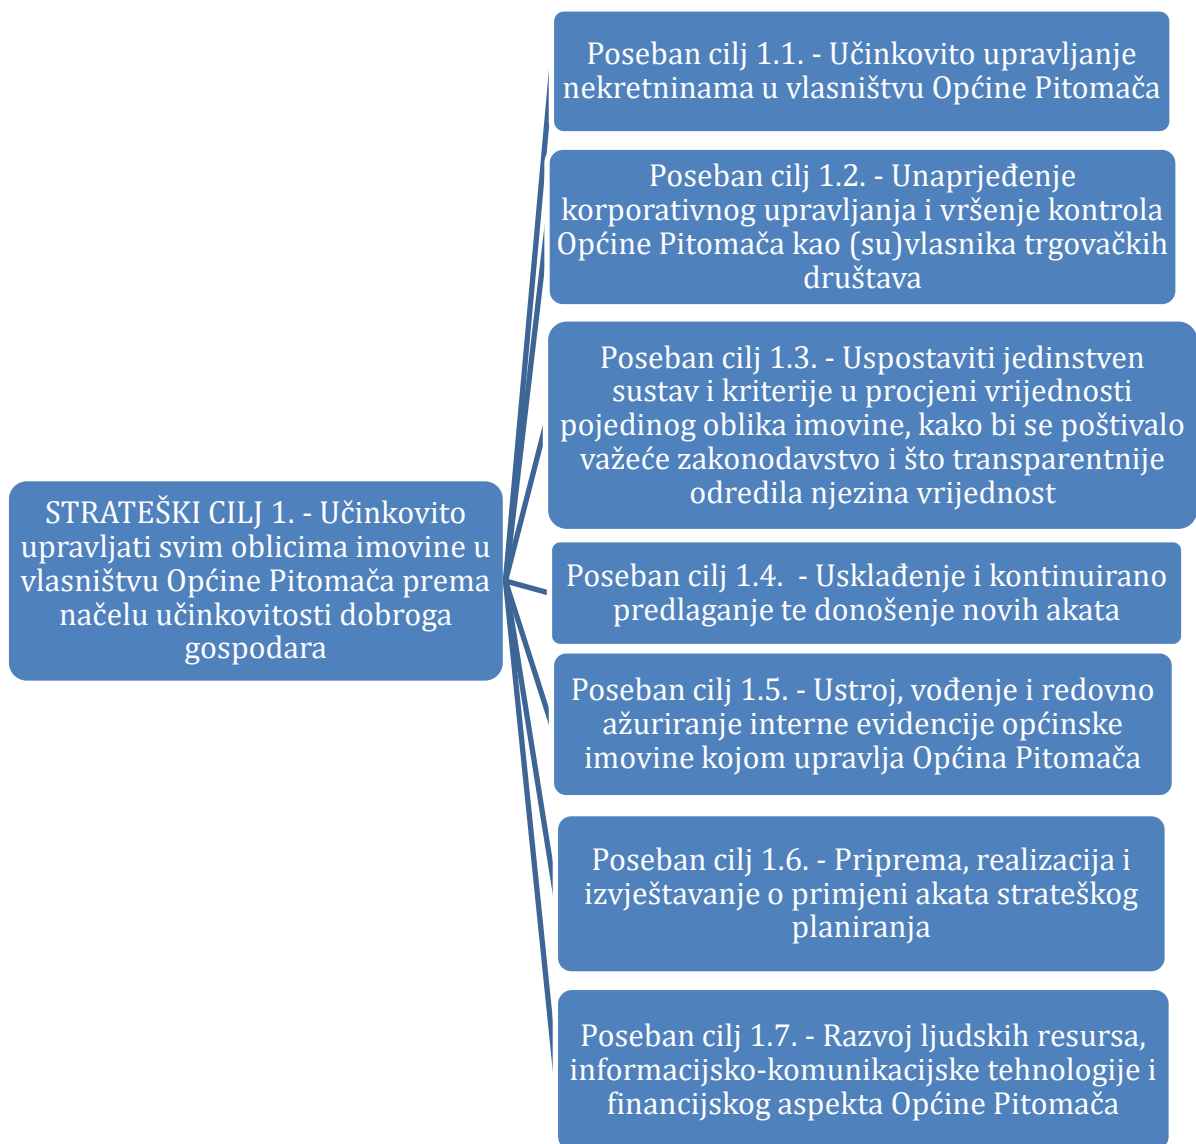 Poseban cilj 1.1. - Učinkovito upravljanje
nekretninama u vlasništvu Općine Pitomača
Poseban cilj 1.2. - Unaprjeđenje
korporativnog upravljanja i vršenje kontrola
Općine Pitomača kao (su)vlasnika trgovačkih
društava
Poseban cilj 1.3. - Uspostaviti jedinstven
sustav i kriterije u procjeni vrijednosti
pojedinog oblika imovine, kako bi se poštivalo
važeće zakonodavstvo i što transparentnije
odredila njezina vrijednost
STRATEŠKI CILJ 1. - Učinkovito
upravljati svim oblicima imovine u
vlasništvu Općine Pitomača prema
načelu učinkovitosti dobroga
gospodara
Poseban cilj 1.4.  - Usklađenje i kontinuirano
predlaganje te donošenje novih akata
Poseban cilj 1.5. - Ustroj, vođenje i redovno
ažuriranje interne evidencije općinske
imovine kojom upravlja Općina Pitomača
Poseban cilj 1.6. - Priprema, realizacija i
izvještavanje o primjeni akata strateškog
planiranja
Poseban cilj 1.7. - Razvoj ljudskih resursa,
informacijsko-komunikacijske tehnologije i
financijskog aspekta Općine Pitomača